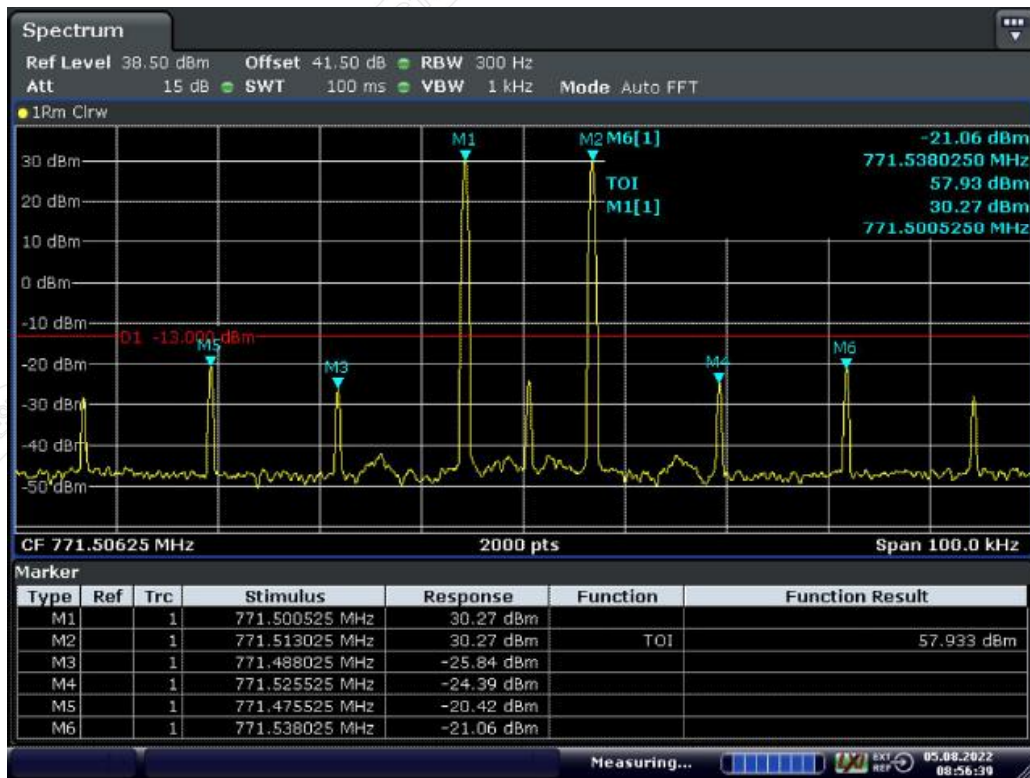 Spectrum
Ref Level 38.50 dBm Offset 41.50 dB RBW 300 Hz
Att 15 dB SWT 100 ms VBW 1 kHz Mode Auto FFT
1Rm Clrw
M1 M2 M6[1] -21.06 dBm
771.5380250 MHz
TOI 57.93 dBm
M1[1] 30.27 dBm
771.5005250 MHz
30 dBm
20 dBm
10 dBm
0 dBm
-10 dBm
D1 -13.000 dBm
M5 M3 M4 M6
-20 dBm
-30 dBm
-40 dBm
-50 dBm
CF 771.50625 MHz 2000 pts Span 100.0 kHz
Marker
Type Ref Trc Stimulus Response Function Function Result
M1 1 771.500525 MHz 30.27 dBm
M2 1 771.513025 MHz 30.27 dBm TOI 57.933 dBm
M3 1 771.488025 MHz -25.84 dBm
M4 1 771.525525 MHz -24.39 dBm
M5 1 771.475525 MHz -20.42 dBm
M6 1 771.538025 MHz -21.06 dBm
Measuring... LXI EXT REF 05.08.2022
08:56:39